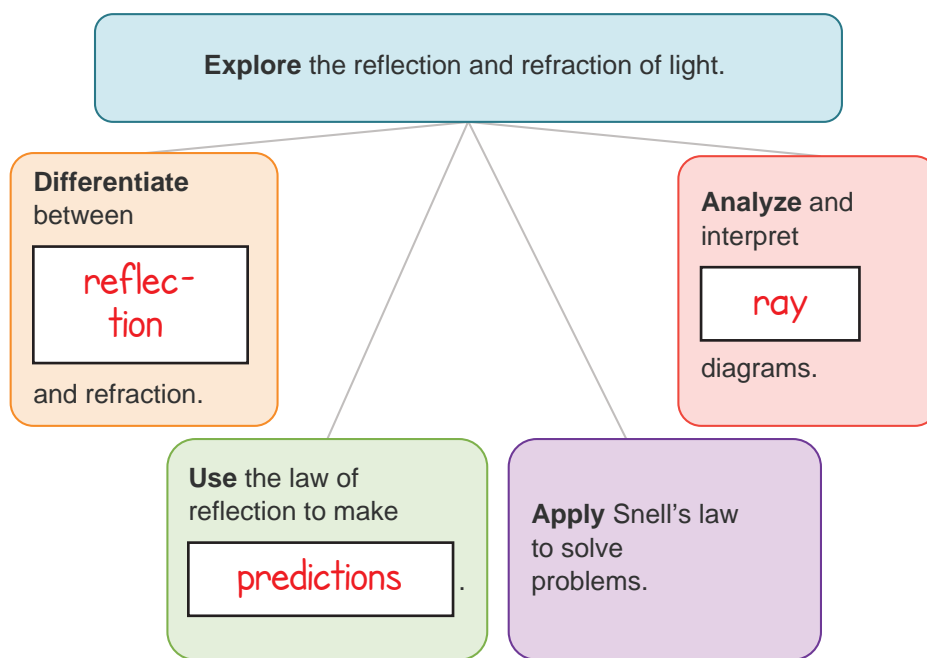 Explore the reflection and refraction of light.
Differentiate
between
reflec-
tion
and refraction.
Use the law of
reflection to make
predictions .
Apply Snell’s law
to solve
problems.
Analyze and
interpret
ray
diagrams.